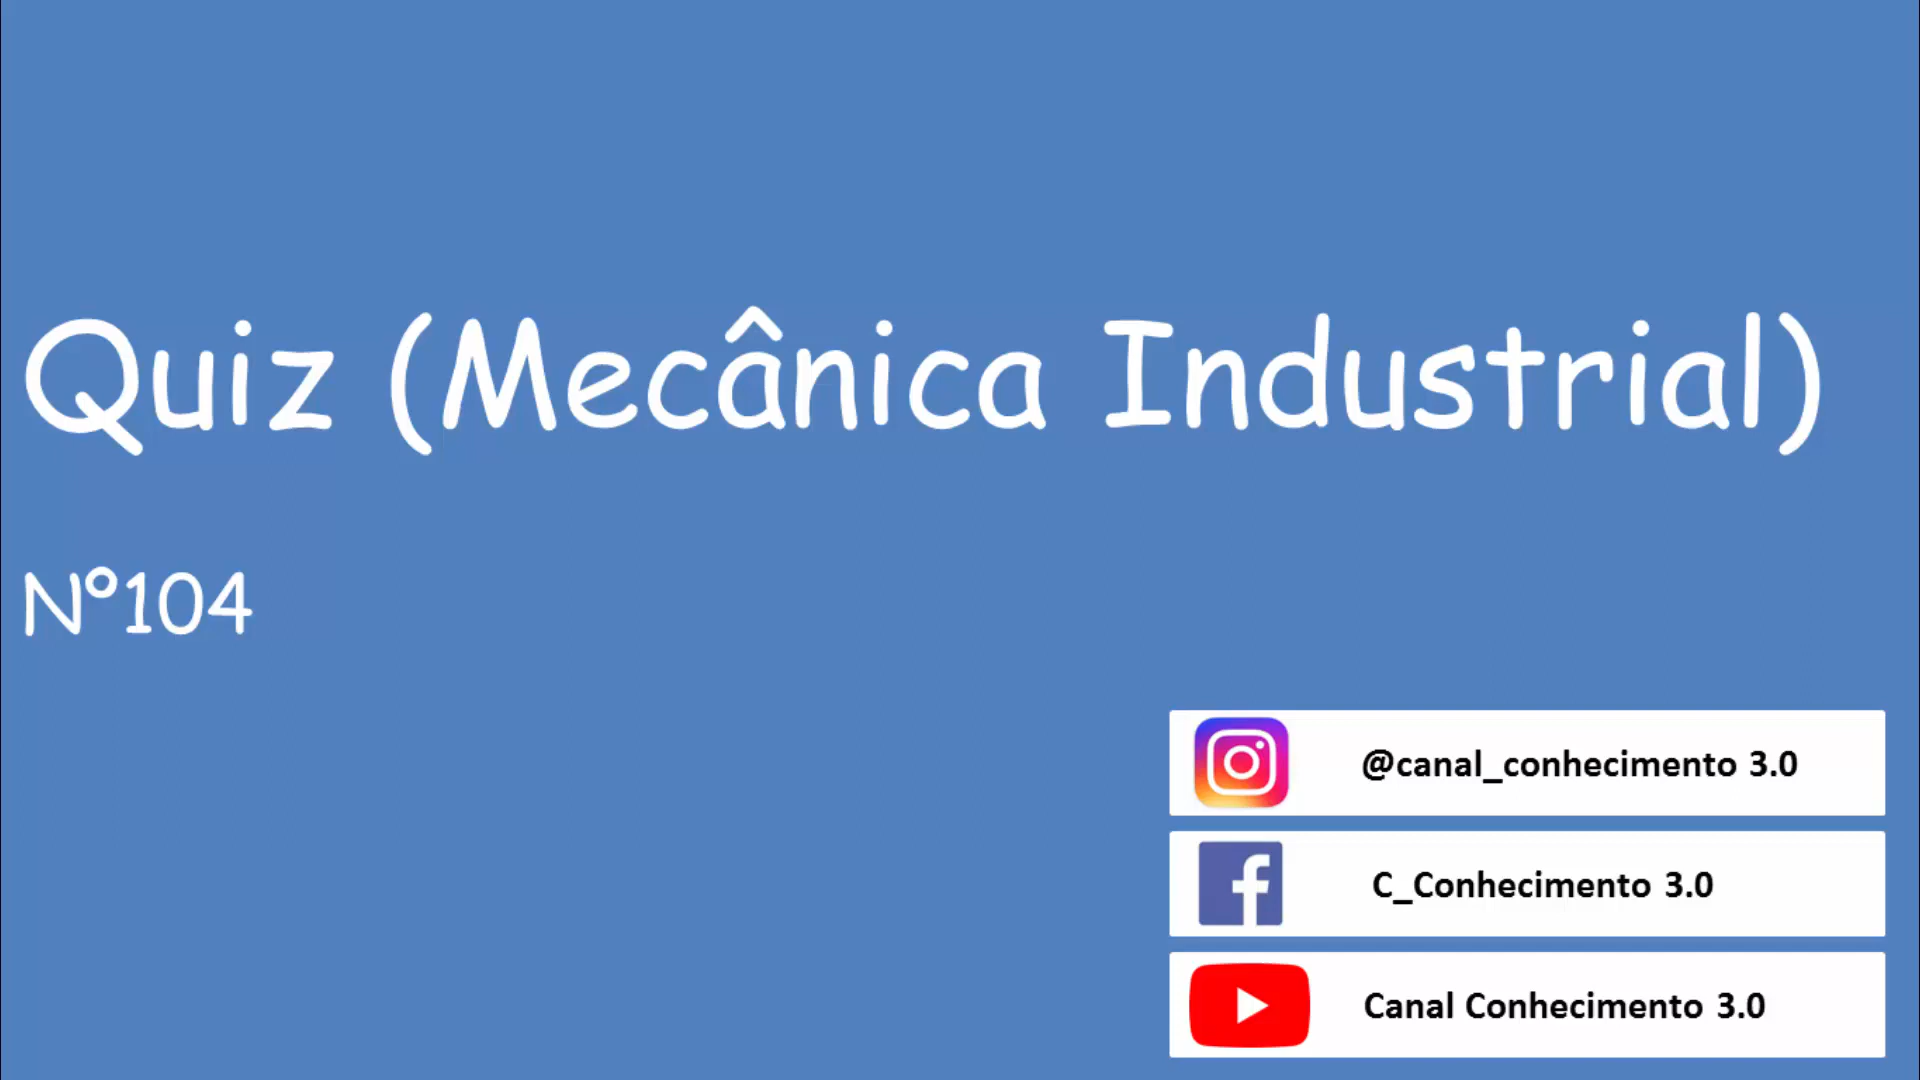 Quiz (Mecânica Industrial)
Nº104
@canal_conhecimento 3.0
C_Conhecimento 3.0
Canal Conhecimento 3.0